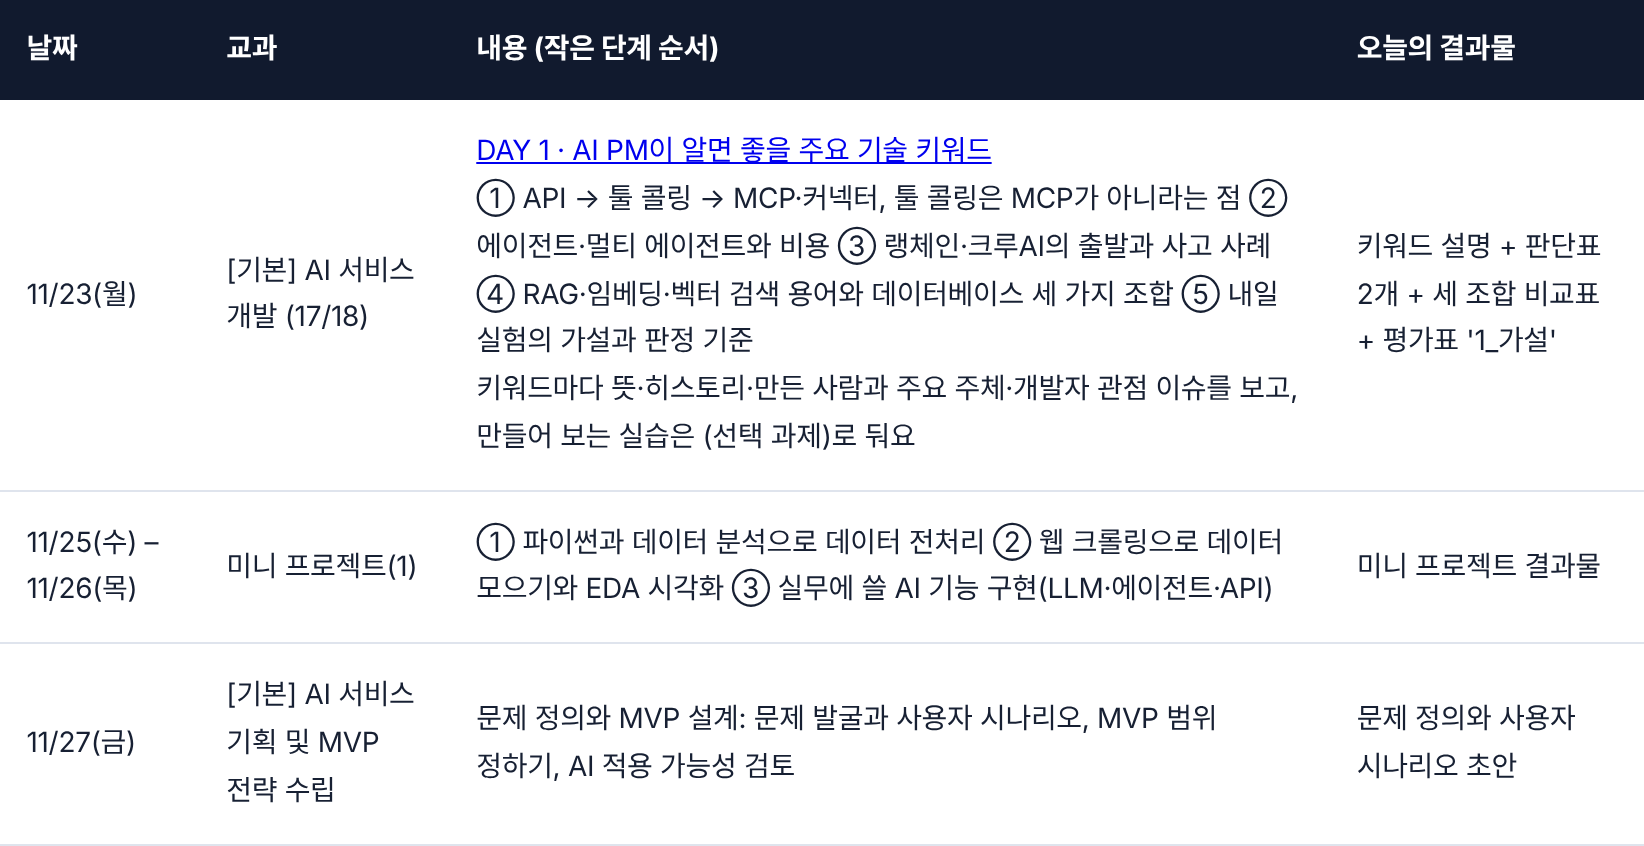 날짜
교과
내용 (작은 단계 순서)
오늘의 결과물
11/23(월)
[기본] AI 서비스
개발 (17/18)
DAY 1 · AI PM이 알면 좋을 주요 기술 키워드
① API → 툴 콜링 → MCP·커넥터, 툴 콜링은 MCP가 아니라는 점 ②
에이전트·멀티 에이전트와 비용 ③ 랭체인·크루AI의 출발과 사고 사례
④ RAG·임베딩·벡터 검색 용어와 데이터베이스 세 가지 조합 ⑤ 내일
실험의 가설과 판정 기준
키워드마다 뜻·히스토리·만든 사람과 주요 주체·개발자 관점 이슈를 보고,
만들어 보는 실습은 (선택 과제)로 둬요
키워드 설명 + 판단표
2개 + 세 조합 비교표
+ 평가표 '1_가설'
11/25(수) –
11/26(목)
미니 프로젝트(1)
① 파이썬과 데이터 분석으로 데이터 전처리 ② 웹 크롤링으로 데이터
모으기와 EDA 시각화 ③ 실무에 쓸 AI 기능 구현(LLM·에이전트·API)
미니 프로젝트 결과물
11/27(금)
[기본] AI 서비스
기획 및 MVP
전략 수립
문제 정의와 MVP 설계: 문제 발굴과 사용자 시나리오, MVP 범위
정하기, AI 적용 가능성 검토
문제 정의와 사용자
시나리오 초안